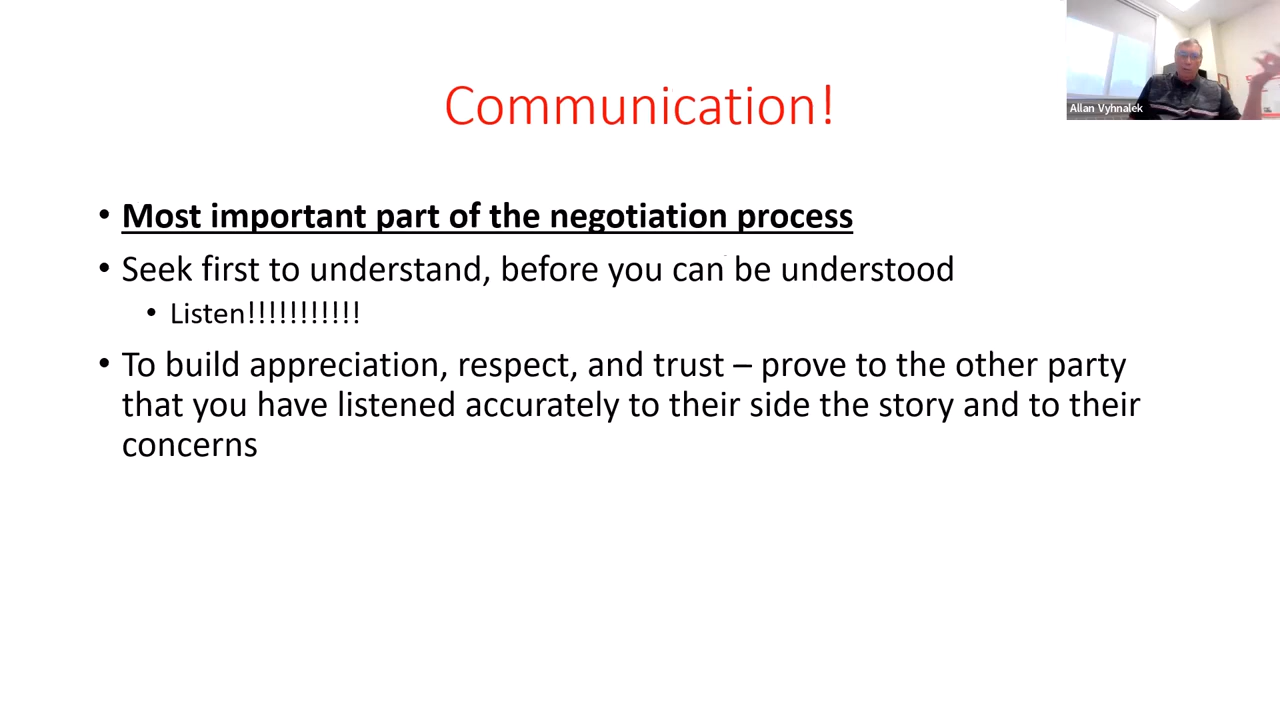 Communication!
Allan Vyhnalek
• Most important part of the negotiation process
• Seek first to understand, before you can be understood
• Listen!!!!!!!!!!!
• To build appreciation, respect, and trust – prove to the other party
that you have listened accurately to their side the story and to their
concerns